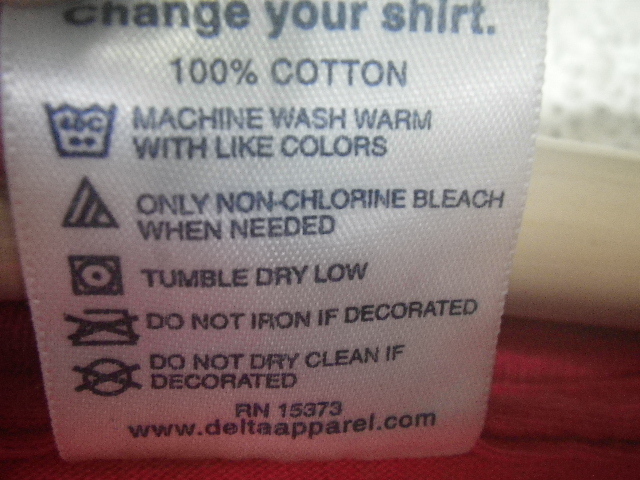 change your shirt.
100% COTTON
40C
MACHINE WASH WARM
WITH LIKE COLORS
ONLY NON-CHLORINE BLEACH
WHEN NEEDED
TUMBLE DRY LOW
DO NOT IRON IF DECORATED
DO NOT DRY CLEAN IF
DECORATED
RN 15373
www.deltaapparel.com